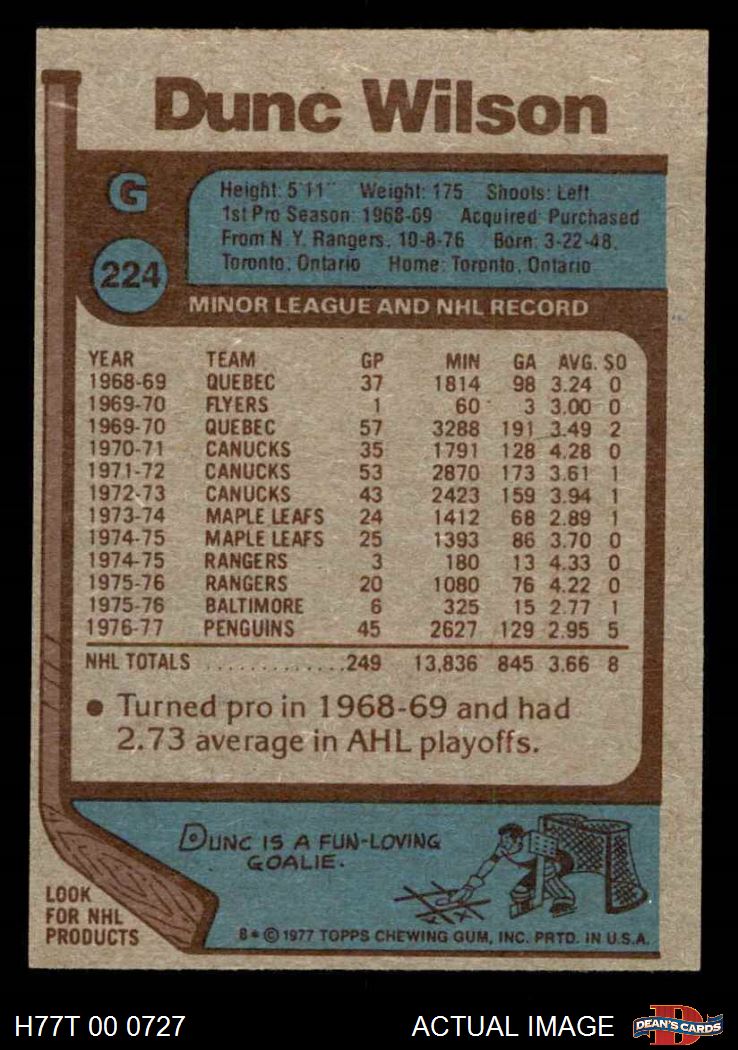 Dunc Wilson
G
224
Height: 5'11" Weight: 175 Shoots: Left
1st Pro Season: 1968-69 Acquired: Purchased
From N.Y. Rangers, 10-8-76 Born: 3-22-48,
Toronto, Ontario Home: Toronto, Ontario
MINOR LEAGUE AND NHL RECORD
YEAR TEAM GP MIN GA AVG. SO
1968-69 QUEBEC 37 1814 98 3.24 0
1969-70 FLYERS 1 60 3 3.00 0
1969-70 QUEBEC 57 3288 191 3.49 2
1970-71 CANUCKS 35 1791 128 4.28 0
1971-72 CANUCKS 53 2870 173 3.61 1
1972-73 CANUCKS 43 2423 159 3.94 1
1973-74 MAPLE LEAFS 24 1412 68 2.89 1
1974-75 MAPLE LEAFS 25 1393 86 3.70 0
1974-75 RANGERS 3 180 13 4.33 0
1975-76 RANGERS 20 1080 76 4.22 0
1975-76 BALTIMORE 6 325 15 2.77 1
1976-77 PENGUINS 45 2627 129 2.95 5
NHL TOTALS .............249 13,836 845 3.66 8
● Turned pro in 1968-69 and had
2.73 average in AHL playoffs.
DUNC IS A FUN-LOVING
GOALIE.
LOOK
FOR NHL
PRODUCTS
8* © 1977 TOPPS CHEWING GUM, INC. PRTD. IN U.S.A.
H77T 00 0727 ACTUAL IMAGE
D
DEAN'S CARDS